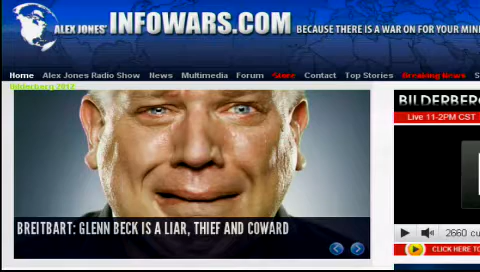 ALEX JONES' INFOWARS.COM BECAUSE THERE IS A WAR ON FOR YOUR MIN
Home Alex Jones Radio Show News Multimedia Forum Store Contact Top Stories Breaking News S
Bilderberg 2012
BILDERBERG
Live 11-2PM CST
BREITBART: GLENN BECK IS A LIAR, THIEF AND COWARD
2660 cu
CLICK HERE TO